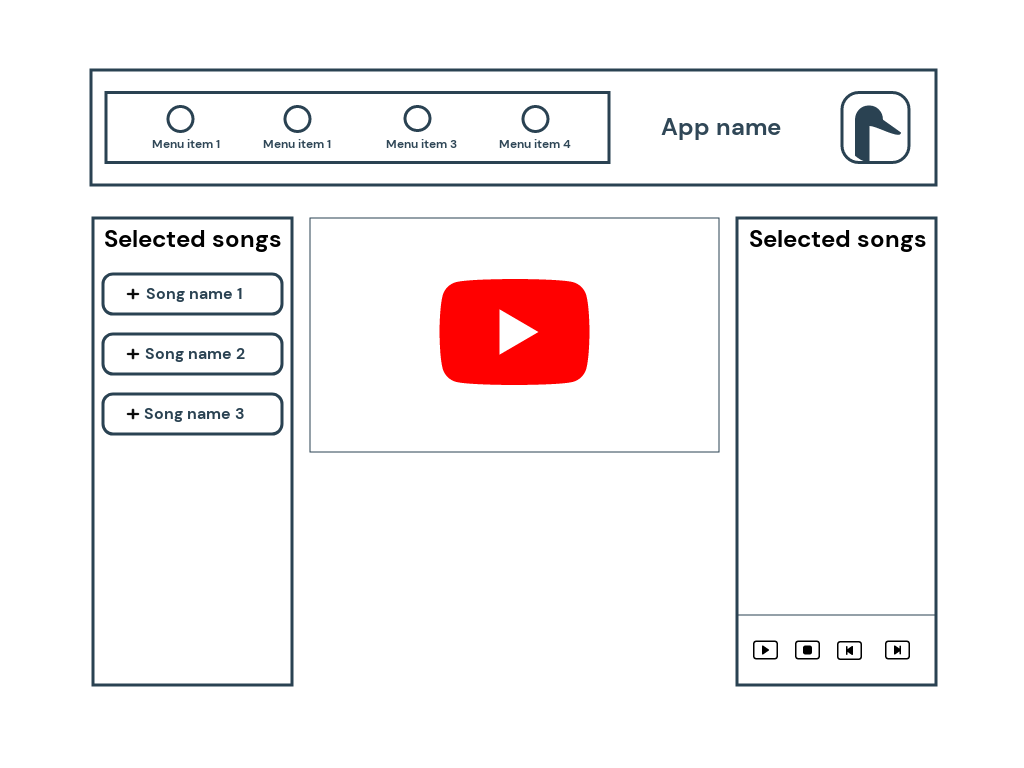 Menu item 1
Menu item 1
Menu item 3
Menu item 4
App name
Selected songs
+ Song name 1
+ Song name 2
+ Song name 3
Selected songs